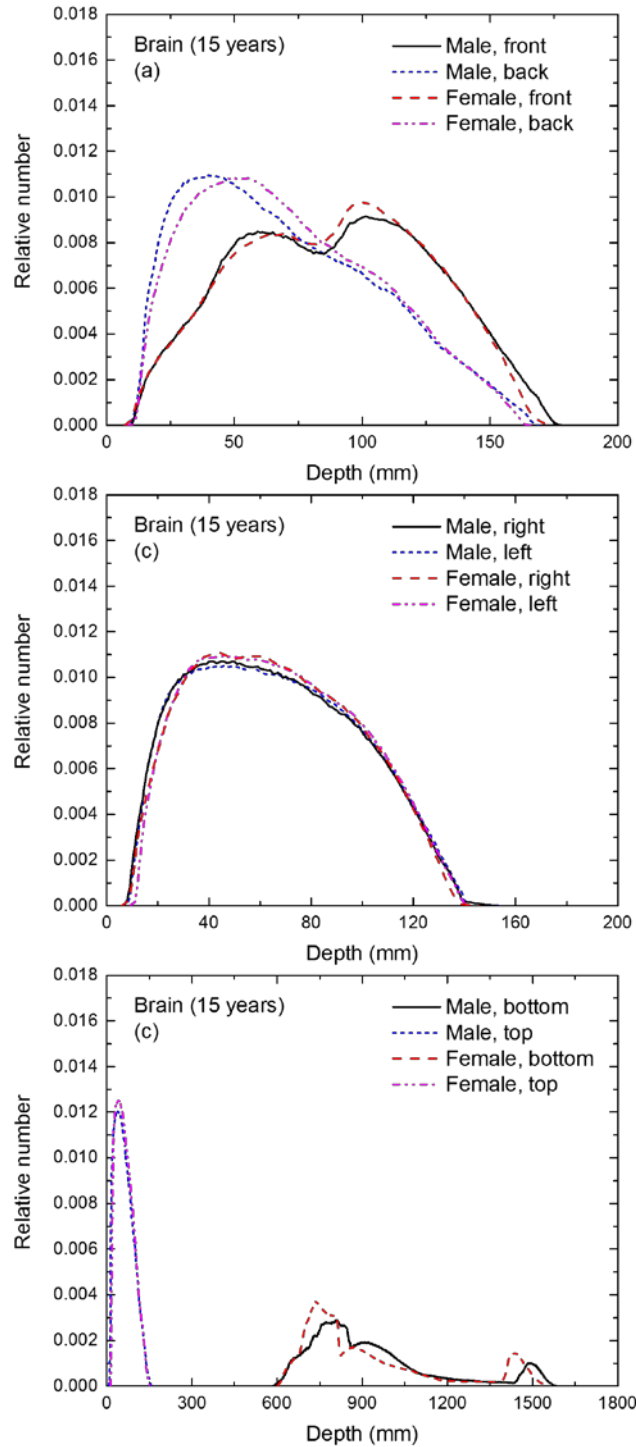 0.018
0.016
0.014
0.012
0.010
0.008
0.006
0.004
0.002
0.000
Relative number
Brain (15 years)
(a)
Male, front
Male, back
Female, front
Female, back
0 50 100 150 200
Depth (mm)
0.018
0.016
0.014
0.012
0.010
0.008
0.006
0.004
0.002
0.000
Relative number
Brain (15 years)
(c)
Male, right
Male, left
Female, right
Female, left
0 40 80 120 160 200
Depth (mm)
0.018
0.016
0.014
0.012
0.010
0.008
0.006
0.004
0.002
0.000
Relative number
Brain (15 years)
(c)
Male, bottom
Male, top
Female, bottom
Female, top
0 300 600 900 1200 1500 1800
Depth (mm)